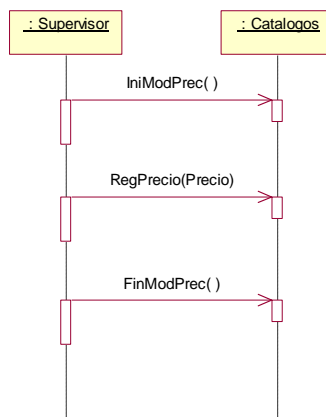 : Supervisor
: Catalogos
IniModPrec( )
RegPrecio(Precio)
FinModPrec( )